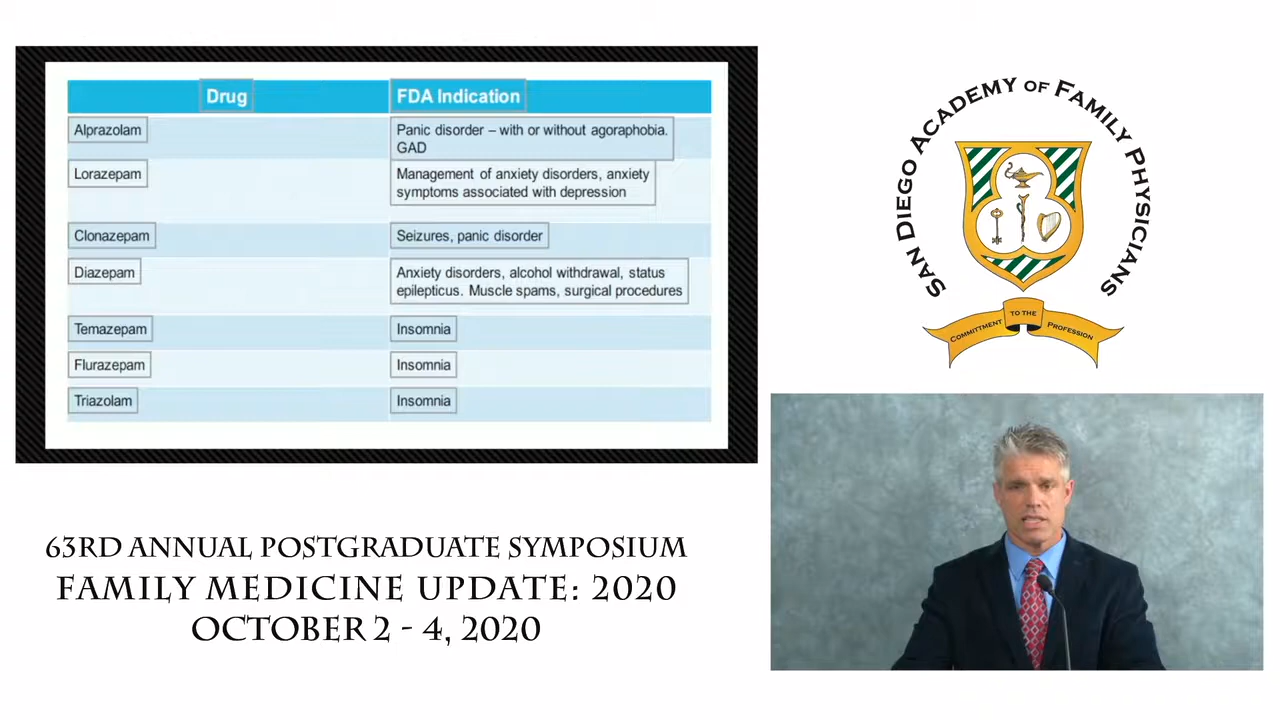 Drug
FDA Indication
Alprazolam
Panic disorder – with or without agoraphobia.
GAD
Lorazepam
Management of anxiety disorders, anxiety
symptoms associated with depression
Clonazepam
Seizures, panic disorder
Diazepam
Anxiety disorders, alcohol withdrawal, status
epilepticus. Muscle spams, surgical procedures
Temazepam
Insomnia
Flurazepam
Insomnia
Triazolam
Insomnia
SAN DIEGO ACADEMY OF FAMILY PHYSICIANS
COMMITTMENT TO THE PROFESSION
63RD ANNUAL POSTGRADUATE SYMPOSIUM
FAMILY MEDICINE UPDATE: 2020
OCTOBER 2 - 4, 2020